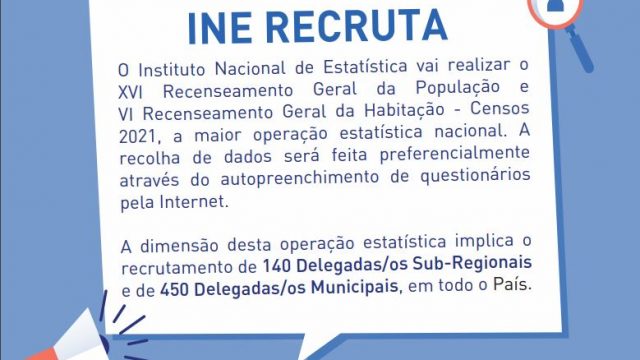 INE RECRUTA
O Instituto Nacional de Estatística vai realizar o
XVI Recenseamento Geral da População e
VI Recenseamento Geral da Habitação - Censos
2021, a maior operação estatística nacional. A
recolha de dados será feita preferencialmente
através do autopreenchimento de questionários
pela Internet.
A dimensão desta operação estatística implica o
recrutamento de 140 Delegadas/os Sub-Regionais
e de 450 Delegadas/os Municipais, em todo o País.